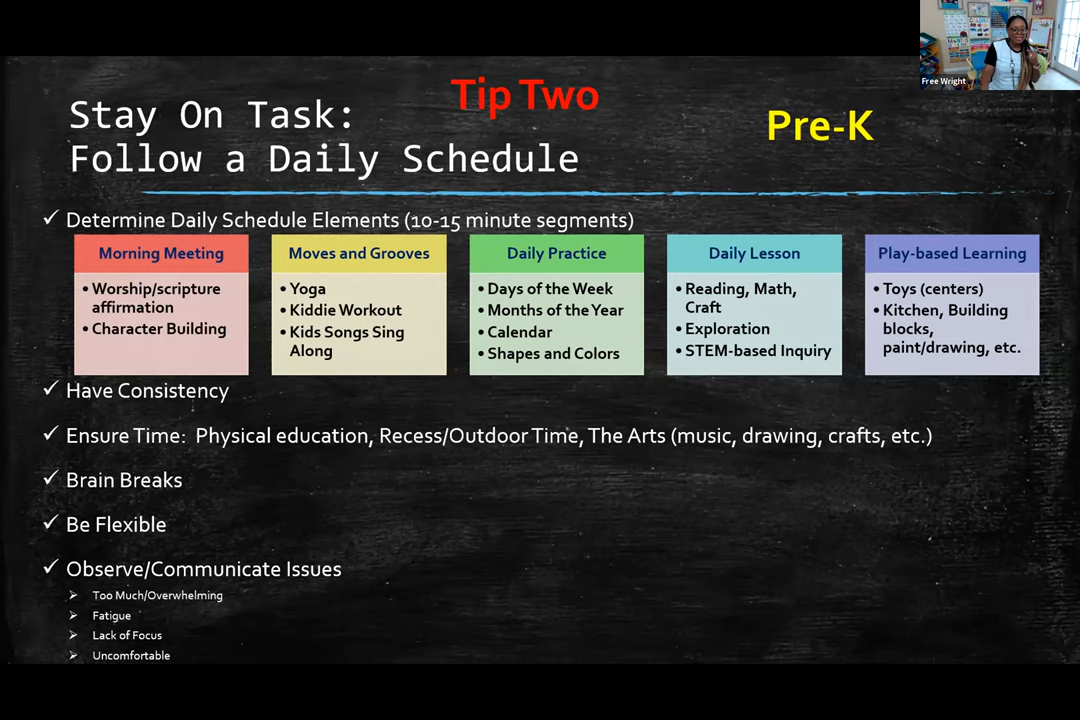 Free Wright
Tip Two
Stay On Task:
Follow a Daily Schedule
Pre-K
✓ Determine Daily Schedule Elements (10-15 minute segments)
Morning Meeting
• Worship/scripture
affirmation
• Character Building
Moves and Grooves
• Yoga
• Kiddie Workout
• Kids Songs Sing
Along
Daily Practice
• Days of the Week
• Months of the Year
• Calendar
• Shapes and Colors
Daily Lesson
• Reading, Math,
Craft
• Exploration
• STEM-based Inquiry
Play-based Learning
• Toys (centers)
• Kitchen, Building
blocks,
paint/drawing, etc.
✓ Have Consistency
✓ Ensure Time: Physical education, Recess/Outdoor Time, The Arts (music, drawing, crafts, etc.)
✓ Brain Breaks
✓ Be Flexible
✓ Observe/Communicate Issues
➢ Too Much/Overwhelming
➢ Fatigue
➢ Lack of Focus
➢ Uncomfortable